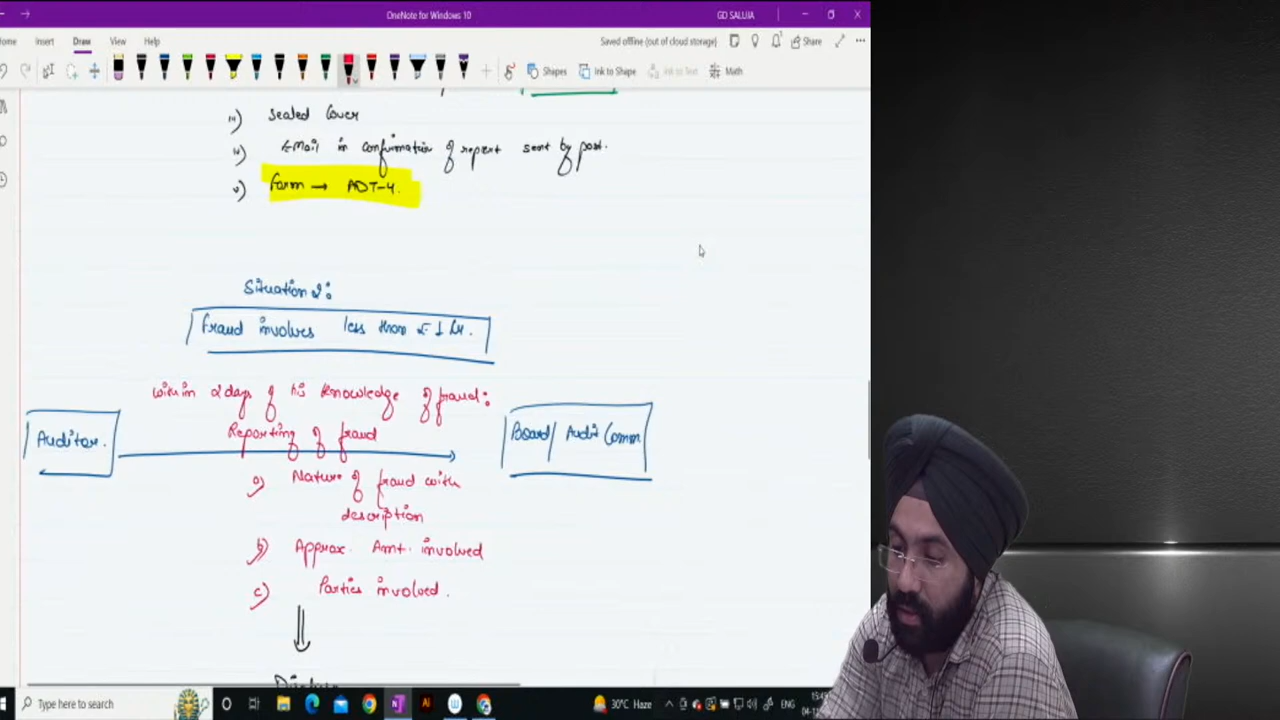 OneNote for Windows 10
GD SALUJA
Home Insert Draw View Help
Saved offline (out of cloud storage)
Share
Shapes
Ink to Shape
Ink to Text
Math
iii) Sealed Cover
iv) EMail in confirmation of report sent by post.
v) Form → ADT-4.
Situation 2:
Fraud involves less than ₹ 1 Cr.
within 2 days of his knowledge of fraud:
Auditor.
Reporting of fraud
Board/ Audit Comm
a) Nature of fraud with
description
b) Approx. Amt. involved
c) Parties involved.
Type here to search
30°C Haze
ENG